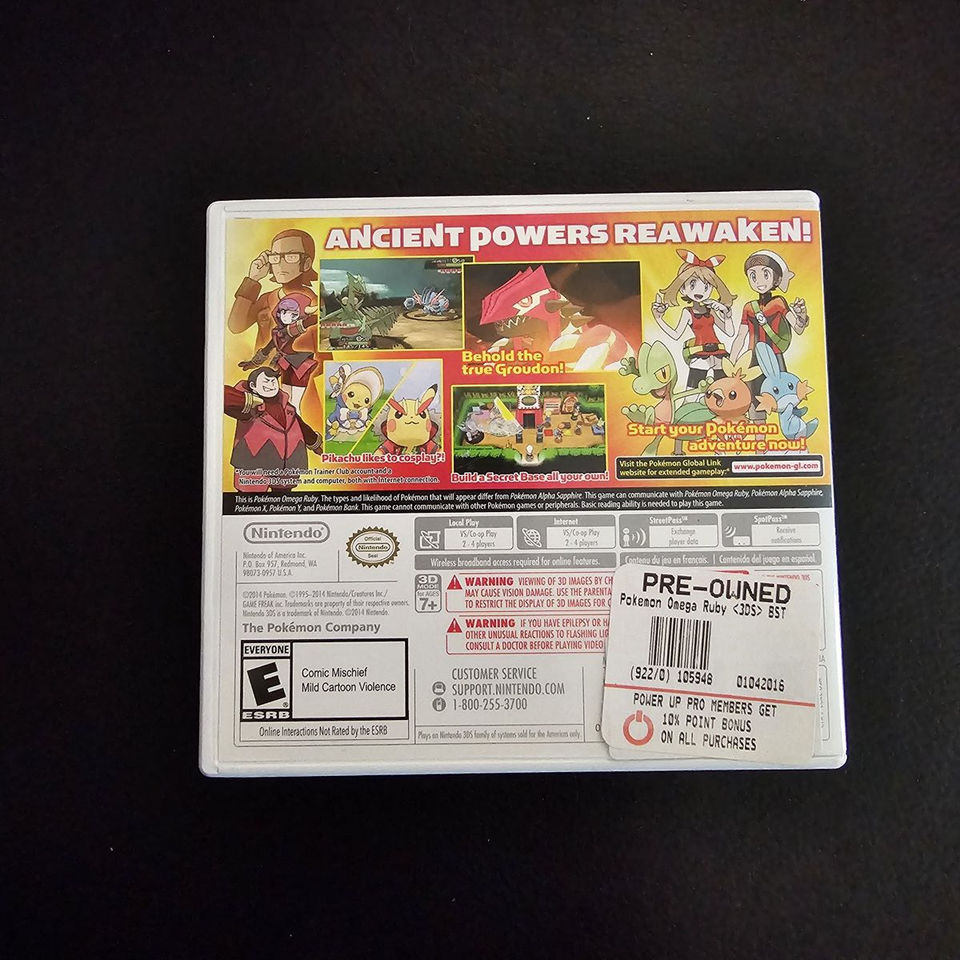 ANCIENT POWERS REAWAKEN!
Behold the
true Groudon!
Pikachu likes to cosplay*!
*You will need a Pokémon Trainer Club account and a
Nintendo 3DS system and computer, both with Internet connection.
Build a Secret Base all your own!
Start your Pokémon
adventure now!
Visit the Pokémon Global Link
website for extended gameplay:* www.pokemon-gl.com
This is Pokémon Omega Ruby. The types and likelihood of Pokémon that will appear differ from Pokémon Alpha Sapphire. This game can communicate with Pokémon Omega Ruby, Pokémon Alpha Sapphire,
Pokémon X, Pokémon Y, and Pokémon Bank. This game cannot communicate with other Pokémon games or peripherals. Basic reading ability is needed to play this game.
Nintendo®
Official
Nintendo
Seal
Nintendo of America Inc.
P.O. Box 957, Redmond, WA
98073-0957 U.S.A.
Local Play
VS/Co-op Play
2 - 4 players
Internet
VS/Co-op Play
2 - 4 players
StreetPass™
Exchange
player data
SpotPass™
Receive
notifications
Wireless broadband access required for online features.
Contenu du jeu en français.
Contenido del juego en español.
©2014 Pokémon. ©1995–2014 Nintendo/Creatures Inc./
GAME FREAK inc. Trademarks are property of their respective owners.
Nintendo 3DS is a trademark of Nintendo. ©2014 Nintendo.
The Pokémon Company
3D
MODE
for AGES
7+
WARNING VIEWING OF 3D IMAGES BY CH
MAY CAUSE VISION DAMAGE. USE THE PARENTA
TO RESTRICT THE DISPLAY OF 3D IMAGES FOR C
WARNING IF YOU HAVE EPILEPSY OR HA
OTHER UNUSUAL REACTIONS TO FLASHING LIG
CONSULT A DOCTOR BEFORE PLAYING VIDEO
EVERYONE
E
ESRB
Comic Mischief
Mild Cartoon Violence
Online Interactions Not Rated by the ESRB
CUSTOMER SERVICE
SUPPORT.NINTENDO.COM
1-800-255-3700
Plays on Nintendo 3DS family of systems sold for the Americas only.
PRE-OWNED
Pokemon Omega Ruby <3DS> BST
(922/0) 105948 01042016
POWER UP PRO MEMBERS GET
10% POINT BONUS
ON ALL PURCHASES